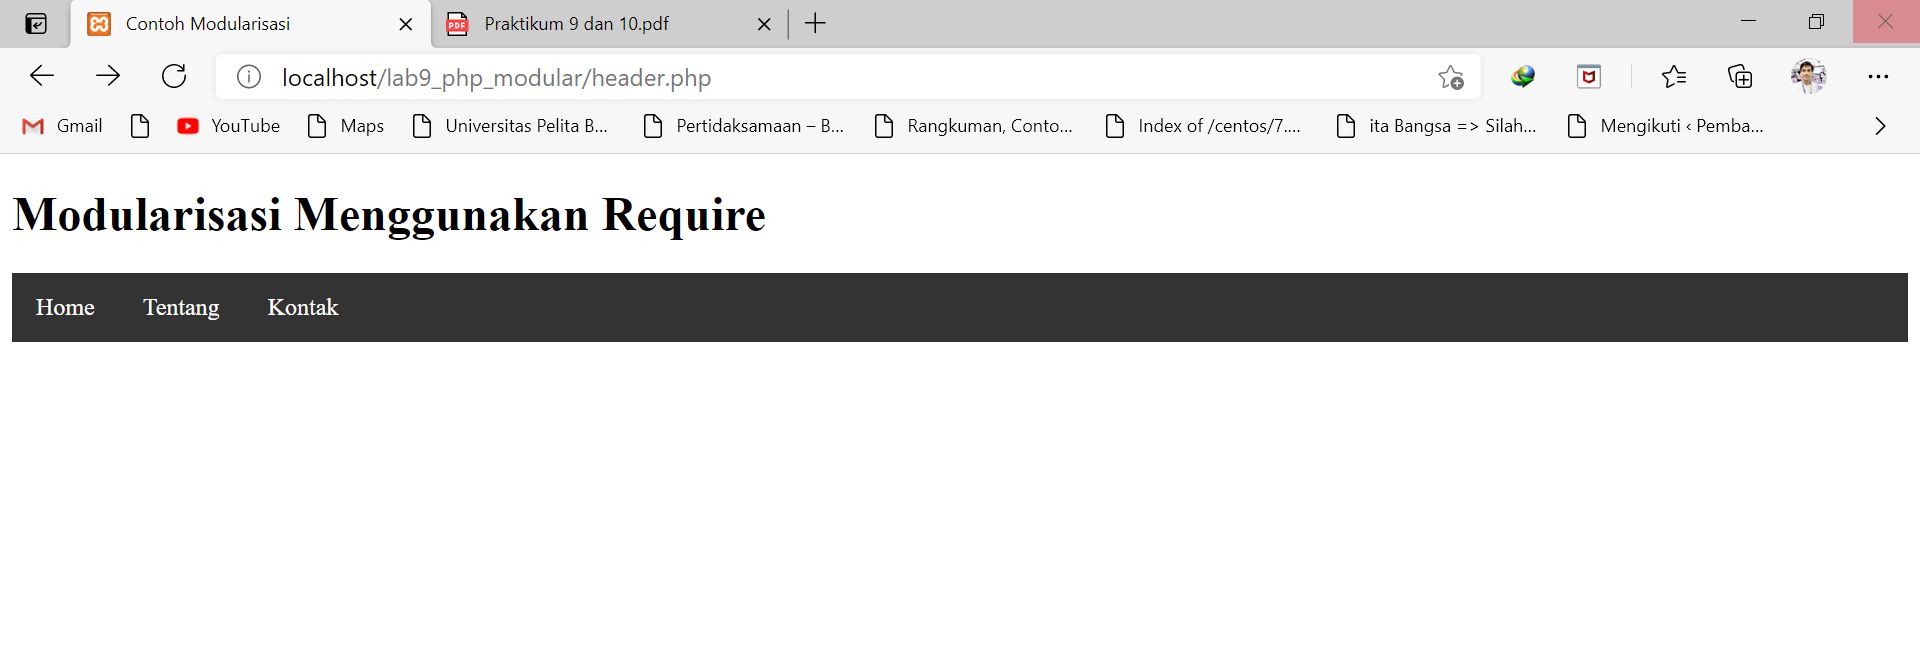 Contoh Modularisasi
PDF Praktikum 9 dan 10.pdf
localhost/lab9_php_modular/header.php
Gmail YouTube Maps Universitas Pelita B... Pertidaksamaan – B... Rangkuman, Conto... Index of /centos/7.... ita Bangsa => Silah... Mengikuti ‹ Pemba...
Modularisasi Menggunakan Require
Home Tentang Kontak